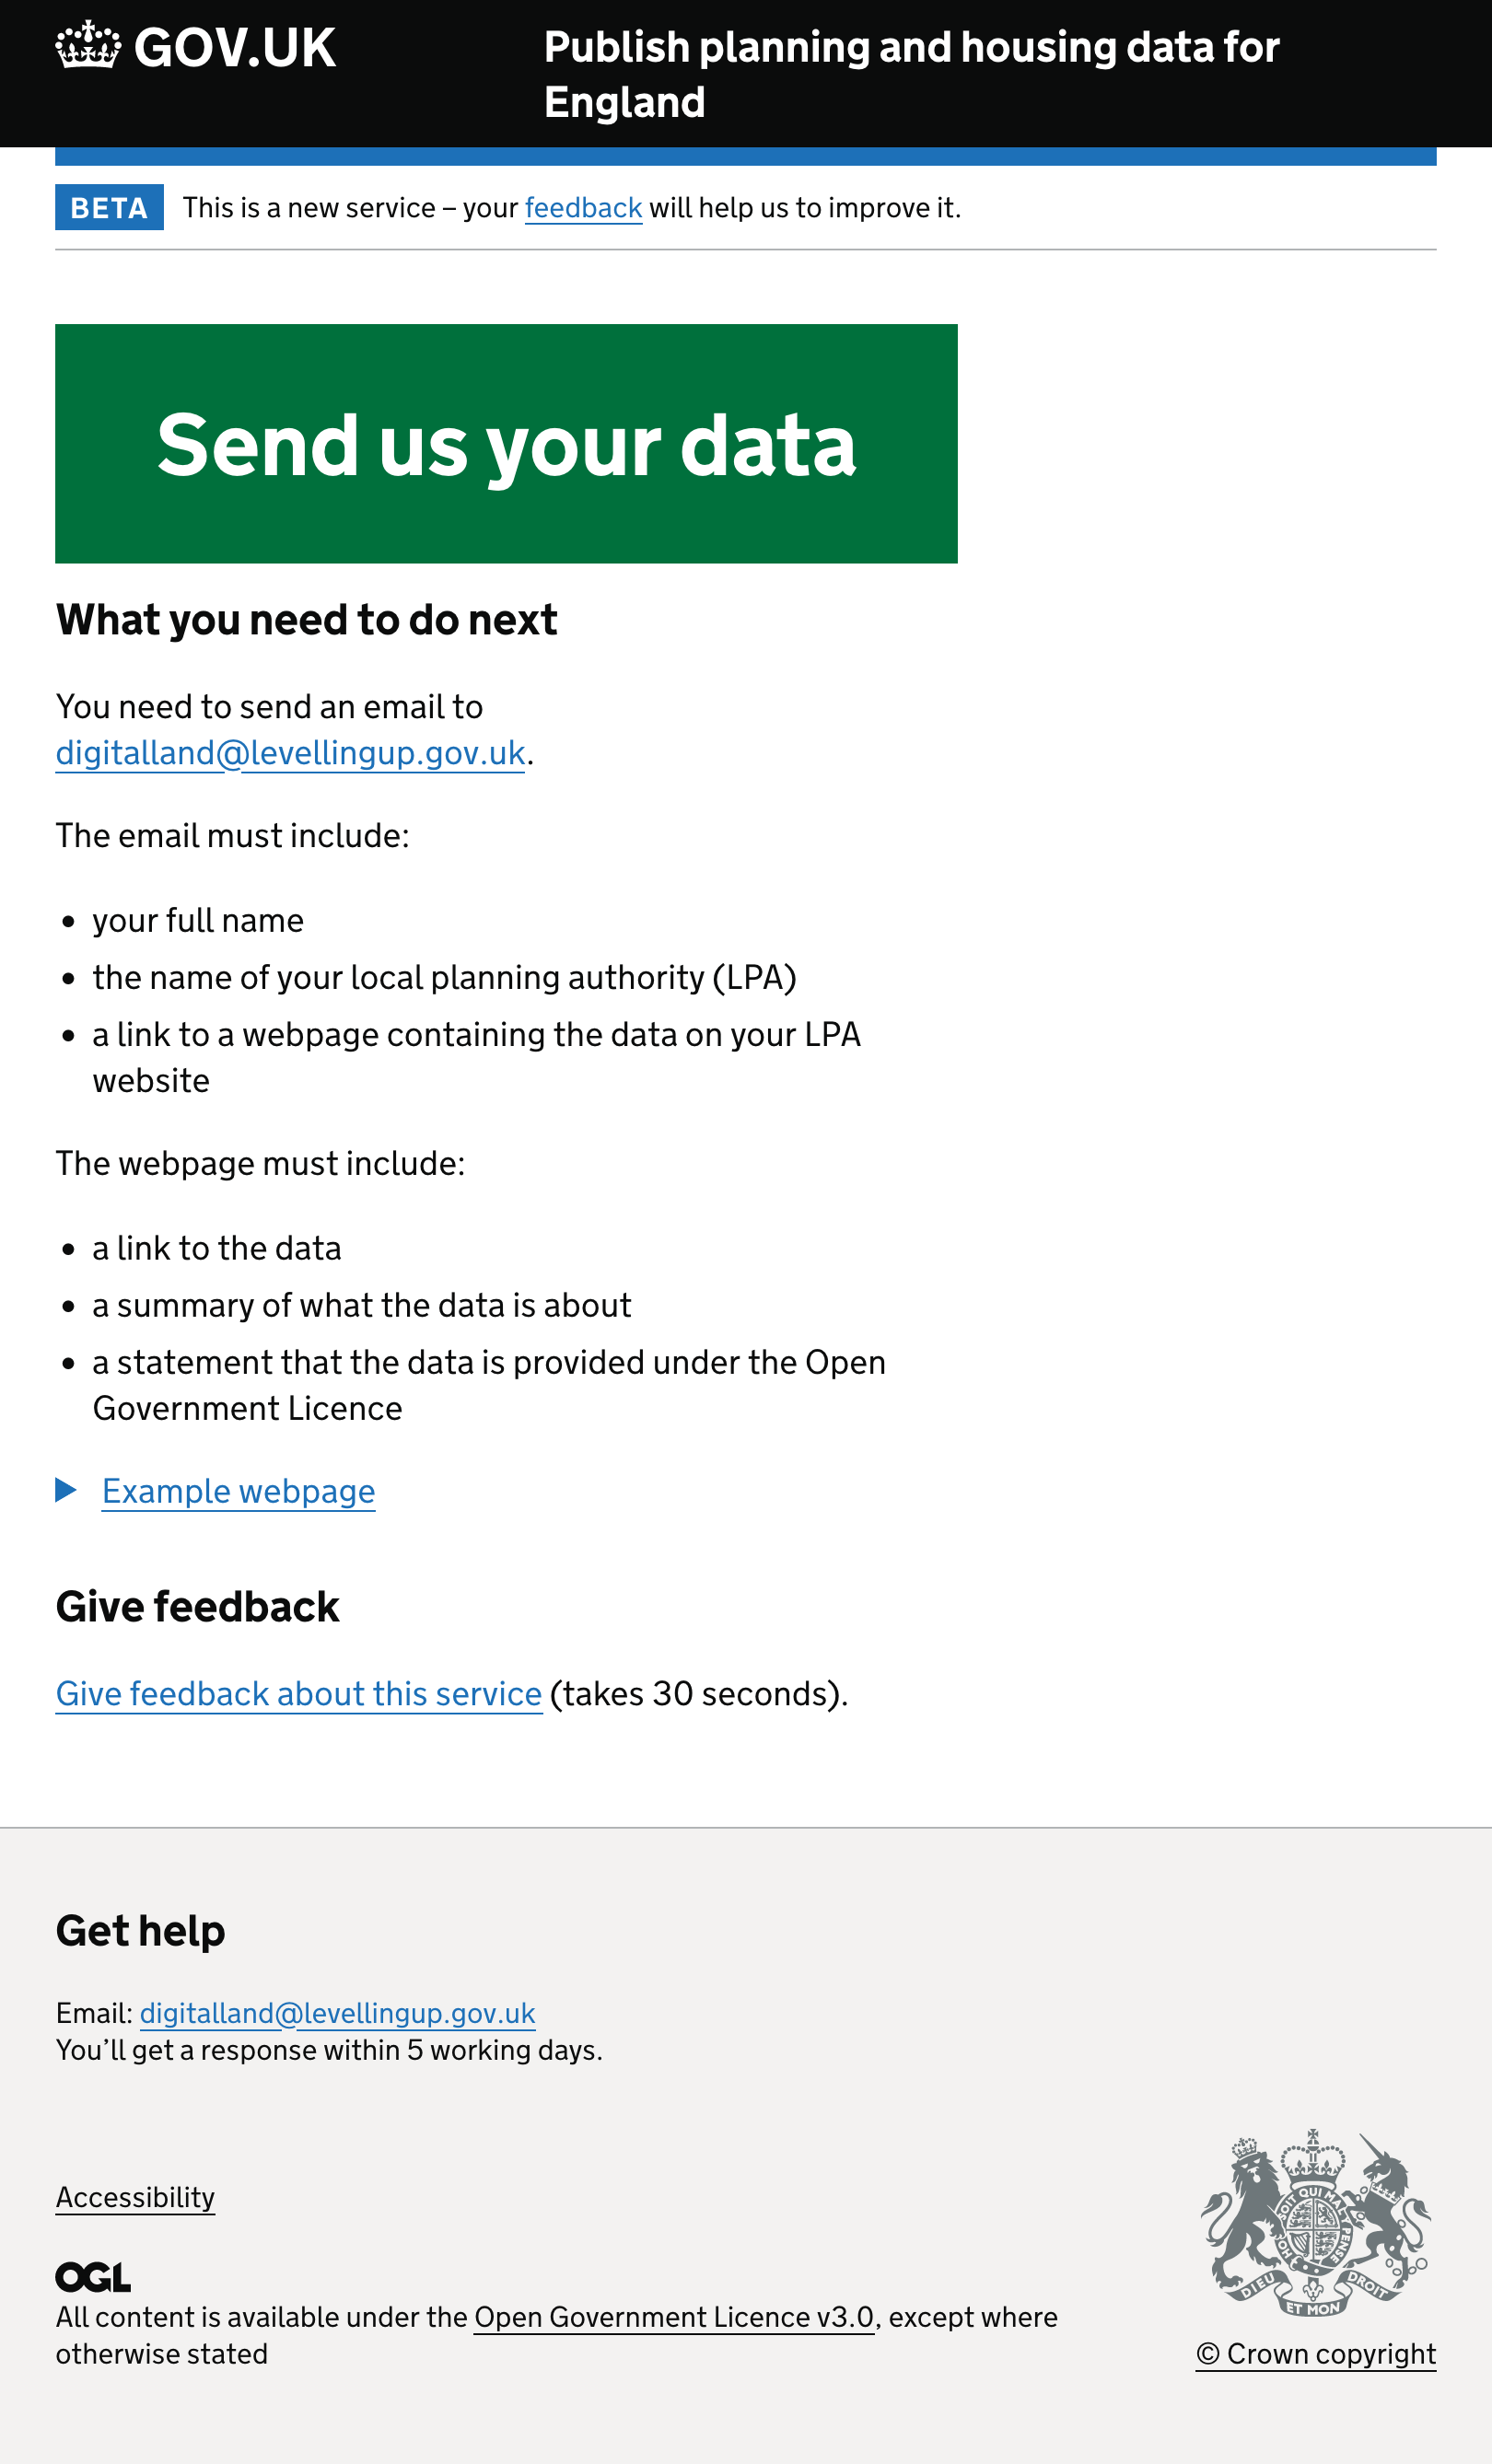 GOV.UK
Publish planning and housing data for
England
BETA
This is a new service – your feedback will help us to improve it.
Send us your data
What you need to do next
You need to send an email to
digitalland@levellingup.gov.uk.
The email must include:
• your full name
• the name of your local planning authority (LPA)
• a link to a webpage containing the data on your LPA
website
The webpage must include:
• a link to the data
• a summary of what the data is about
• a statement that the data is provided under the Open
Government Licence
Example webpage
Give feedback
Give feedback about this service (takes 30 seconds).
Get help
Email: digitalland@levellingup.gov.uk
You’ll get a response within 5 working days.
Accessibility
OGL
All content is available under the Open Government Licence v3.0, except where
otherwise stated
SOIT QUI MAL Y
PENSE
HO
DIEU ET MON DROIT
© Crown copyright